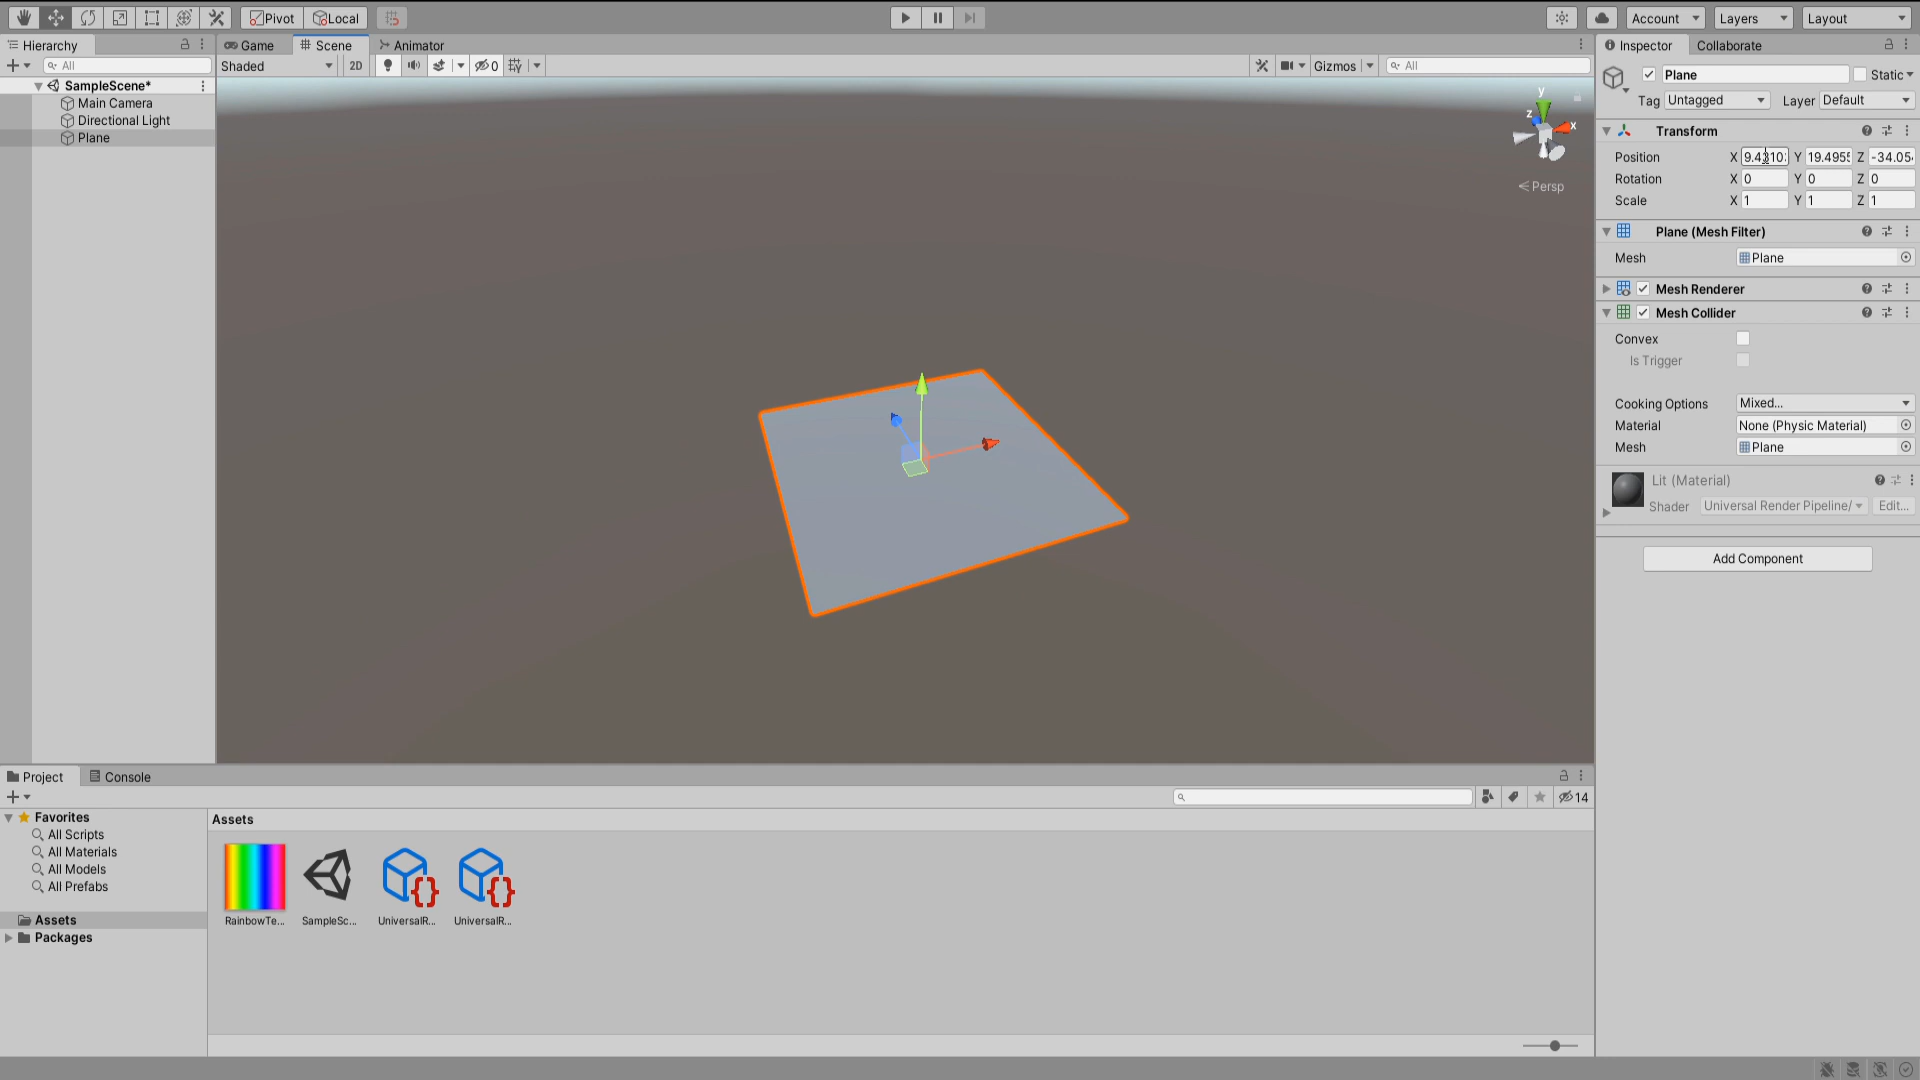 Pivot Local Account Layers Layout
Hierarchy Game Scene Animator Inspector Collaborate
All Shaded 2D 0 Gizmos All
Plane Static
SampleScene*
Main Camera
Directional Light
Plane
Tag Untagged Layer Default
Transform
Position X Y 19.495 Z -34.05
Rotation X 0 Y 0 Z 0
Scale X 1 Y 1 Z 1
y
z
x
Persp
Plane (Mesh Filter)
Mesh Plane
Mesh Renderer
Mesh Collider
Convex
Is Trigger
Cooking Options Mixed...
Material None (Physic Material)
Mesh Plane
Lit (Material)
Shader Universal Render Pipeline/ Edit...
Add Component
Project Console
14
Favorites
All Scripts
All Materials
All Models
All Prefabs
Assets
Packages
Assets
RainbowTe... SampleSc... UniversalR... UniversalR...